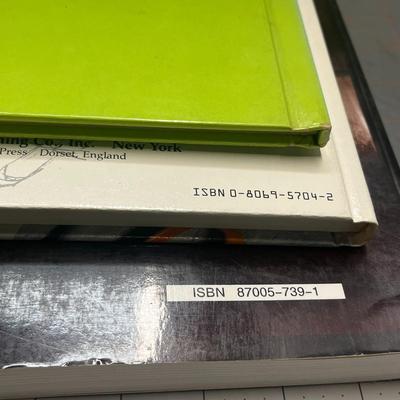 Co., Inc. New York
Press Dorset, England
ISBN 0-8069-5704-2
ISBN 87005-739-1